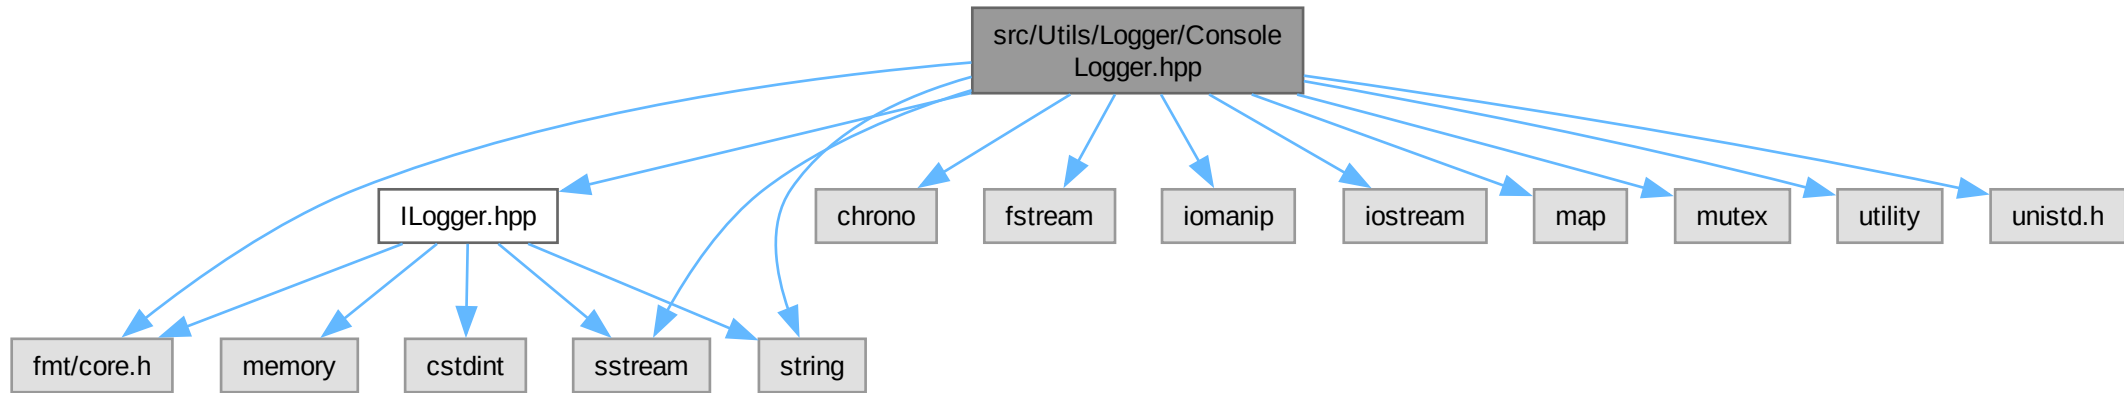 src/Utils/Logger/Console
Logger.hpp
ILogger.hpp
chrono
fstream
iomanip
iostream
map
mutex
utility
unistd.h
fmt/core.h
memory
cstdint
sstream
string